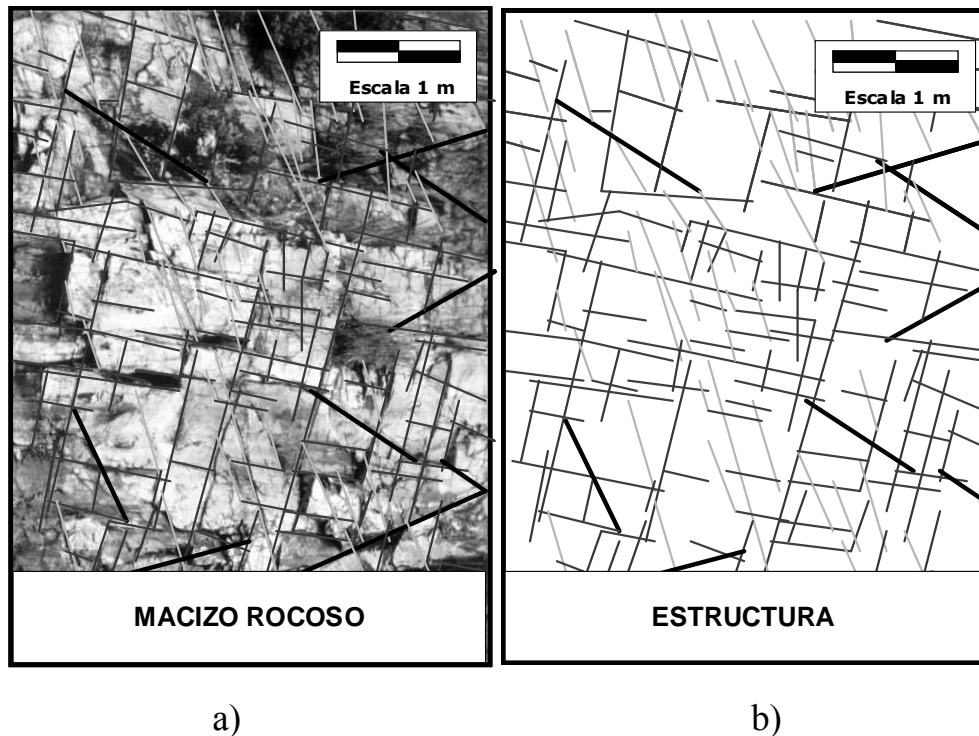 Escala 1 m
Escala 1 m
MACIZO ROCOSO
ESTRUCTURA
a)
b)